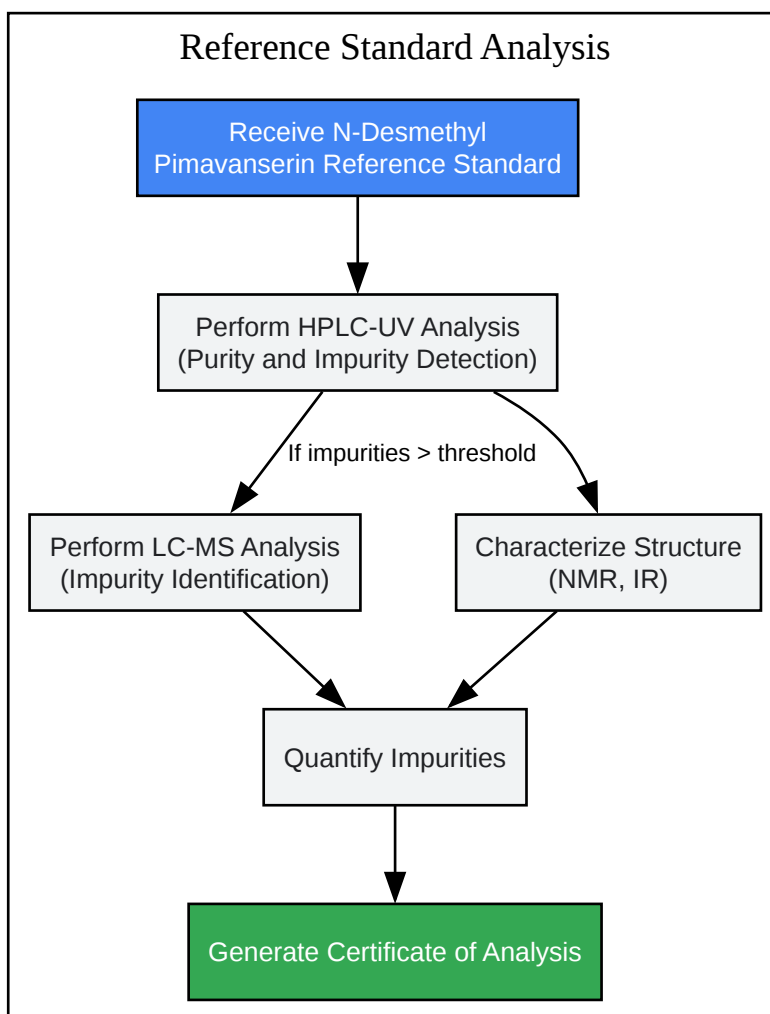 Reference Standard Analysis
Receive N-Desmethyl
Pimavanserin Reference Standard
Perform HPLC-UV Analysis
(Purity and Impurity Detection)
If impurities > threshold
Perform LC-MS Analysis
(Impurity Identification)
Characterize Structure
(NMR, IR)
Quantify Impurities
Generate Certificate of Analysis